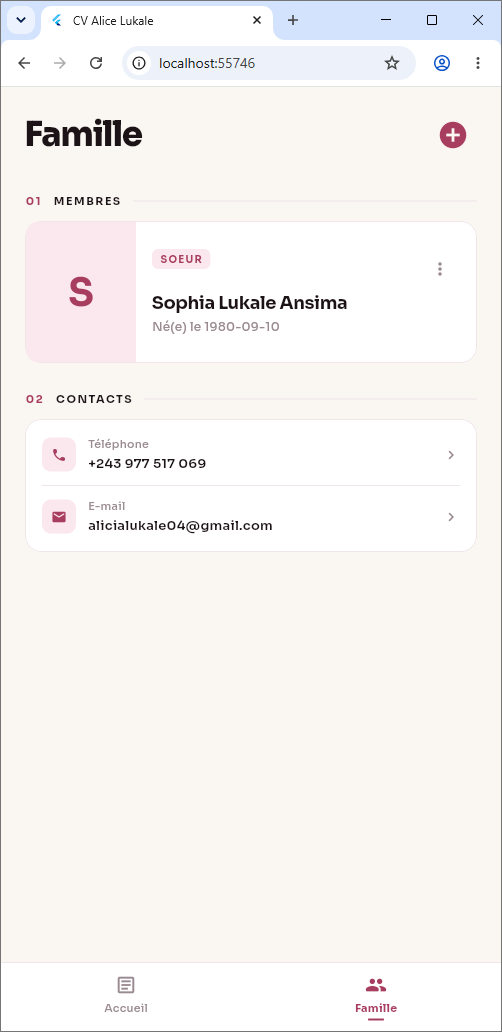 CV Alice Lukale
localhost:55746
Famille
01 MEMBRES
S
SOEUR
Sophia Lukale Ansima
Né(e) le 1980-09-10
02 CONTACTS
Téléphone
+243 977 517 069
E-mail
alicialukale04@gmail.com
Accueil
Famille